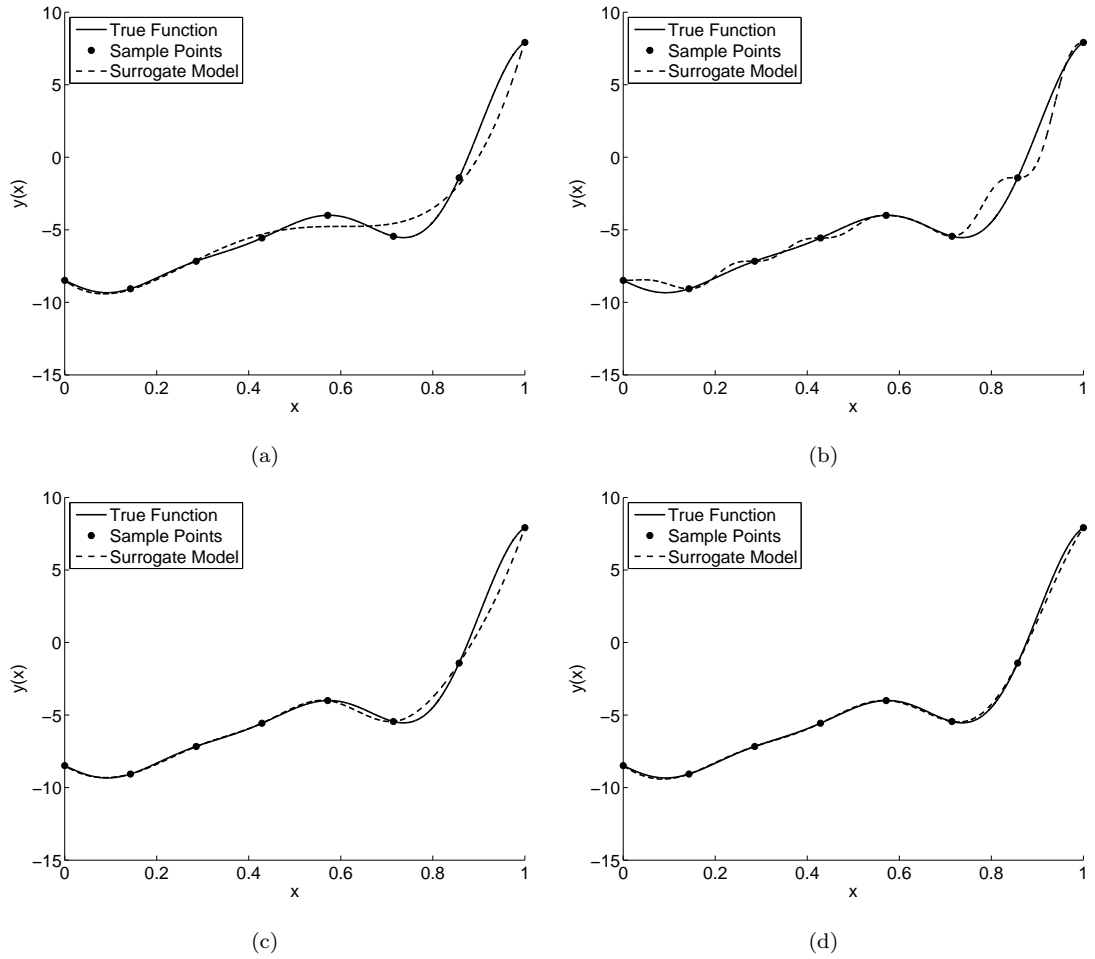 10
5
0
−5
−10
−15
0
0.2
0.4
0.6
0.8
1
x
y(x)
True Function
Sample Points
Surrogate Model
(a)
10
5
0
−5
−10
−15
0
0.2
0.4
0.6
0.8
1
x
y(x)
True Function
Sample Points
Surrogate Model
(b)
10
5
0
−5
−10
−15
0
0.2
0.4
0.6
0.8
1
x
y(x)
True Function
Sample Points
Surrogate Model
(c)
10
5
0
−5
−10
−15
0
0.2
0.4
0.6
0.8
1
x
y(x)
True Function
Sample Points
Surrogate Model
(d)